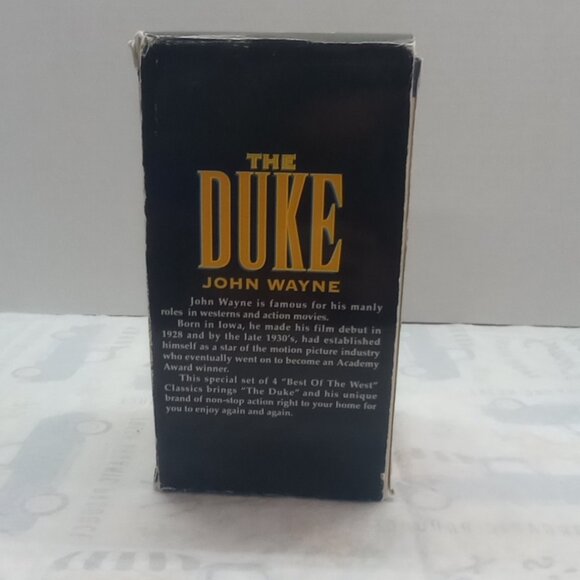 THE
DUKE
JOHN WAYNE
John Wayne is famous for his manly
roles in westerns and action movies.
Born in Iowa, he made his film debut in
1928 and by the late 1930's, had established
himself as a star of the motion picture industry
who eventually went on to become an Academy
Award winner.
This special set of 4 "Best Of The West"
Classics brings "The Duke" and his unique
brand of non-stop action right to your home for
you to enjoy again and again.